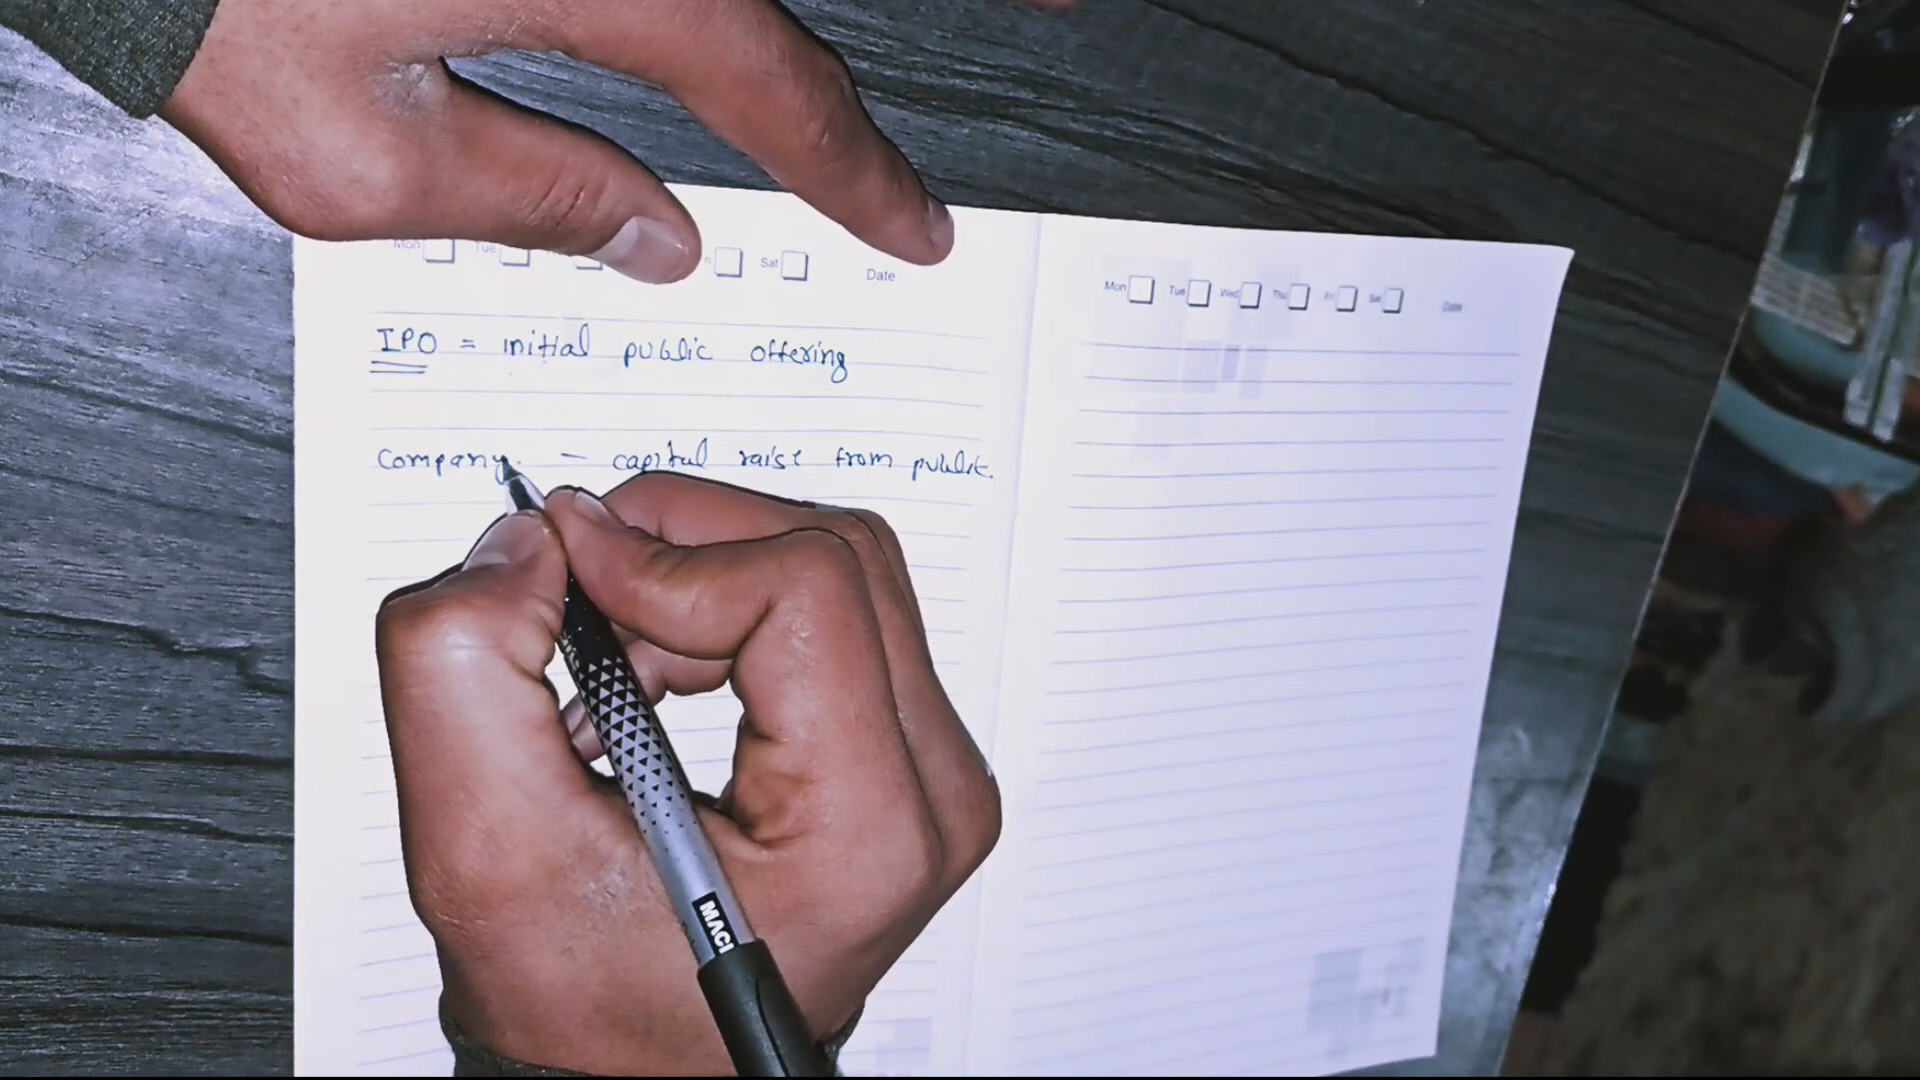 Mon Tue Sat Date
IPO = initial public offering
Company. – capital raise from public.
Mon Tue Wed Thu Fri Sat Date
MACI